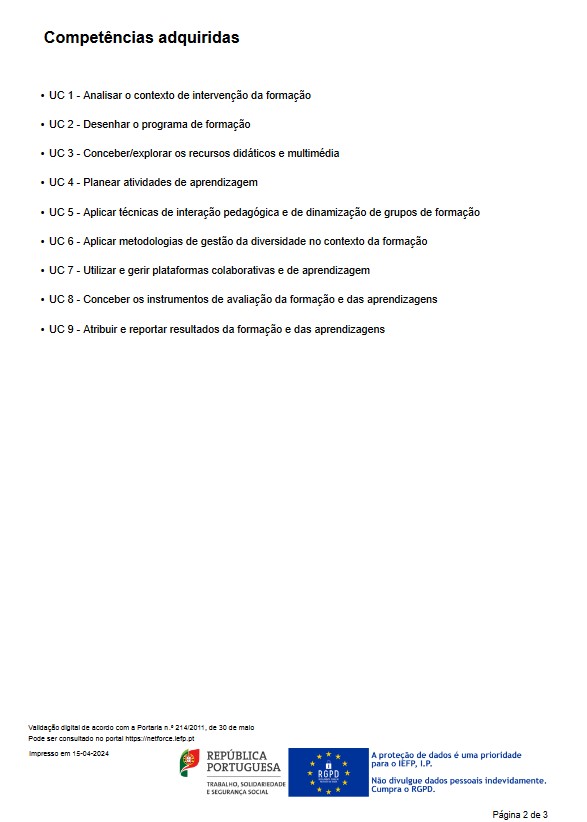 Competências adquiridas
• UC 1 - Analisar o contexto de intervenção da formação
• UC 2 - Desenhar o programa de formação
• UC 3 - Conceber/explorar os recursos didáticos e multimédia
• UC 4 - Planear atividades de aprendizagem
• UC 5 - Aplicar técnicas de interação pedagógica e de dinamização de grupos de formação
• UC 6 - Aplicar metodologias de gestão da diversidade no contexto da formação
• UC 7 - Utilizar e gerir plataformas colaborativas e de aprendizagem
• UC 8 - Conceber os instrumentos de avaliação da formação e das aprendizagens
• UC 9 - Atribuir e reportar resultados da formação e das aprendizagens
Validação digital de acordo com a Portaria n.º 214/2011, de 30 de maio
Pode ser consultado no portal https://netforce.iefp.pt
Impresso em 15-04-2024
REPÚBLICA
PORTUGUESA
TRABALHO, SOLIDARIEDADE
E SEGURANÇA SOCIAL
RGPD
A proteção de dados é uma prioridade
para o IEFP, I.P.
Não divulgue dados pessoais indevidamente.
Cumpra o RGPD.
Página 2 de 3